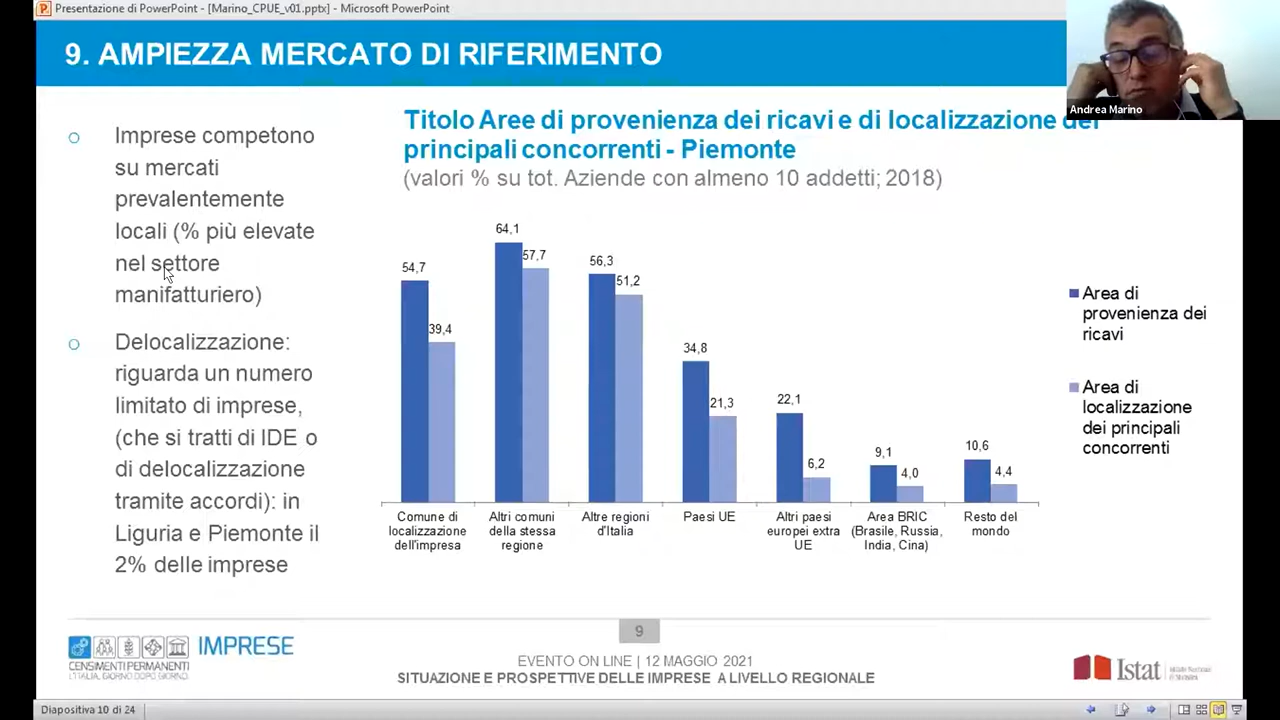 Presentazione di PowerPoint - [Marino_CPUE_v01.pptx] - Microsoft PowerPoint
9. AMPIEZZA MERCATO DI RIFERIMENTO
Andrea Marino
Imprese competono
su mercati
prevalentemente
locali (% più elevate
nel settore
manifatturiero)
Delocalizzazione:
riguarda un numero
limitato di imprese,
(che si tratti di IDE o
di delocalizzazione
tramite accordi): in
Liguria e Piemonte il
2% delle imprese
Titolo Aree di provenienza dei ricavi e di localizzazione dei
principali concorrenti - Piemonte
(valori % su tot. Aziende con almeno 10 addetti; 2018)
54,7
39,4
64,1
57,7
56,3
51,2
34,8
21,3
22,1
6,2
9,1
4,0
10,6
4,4
Comune di
localizzazione
dell'impresa
Altri comuni
della stessa
regione
Altre regioni
d'Italia
Paesi UE
Altri paesi
europei extra
UE
Area BRIC
(Brasile, Russia,
India, Cina)
Resto del
mondo
Area di
provenienza dei
ricavi
Area di
localizzazione
dei principali
concorrenti
9
IMPRESE
CENSIMENTI PERMANENTI
L'ITALIA, GIORNO DOPO GIORNO.
EVENTO ON LINE | 12 MAGGIO 2021
SITUAZIONE E PROSPETTIVE DELLE IMPRESE A LIVELLO REGIONALE
Istat
Diapositiva 10 di 24